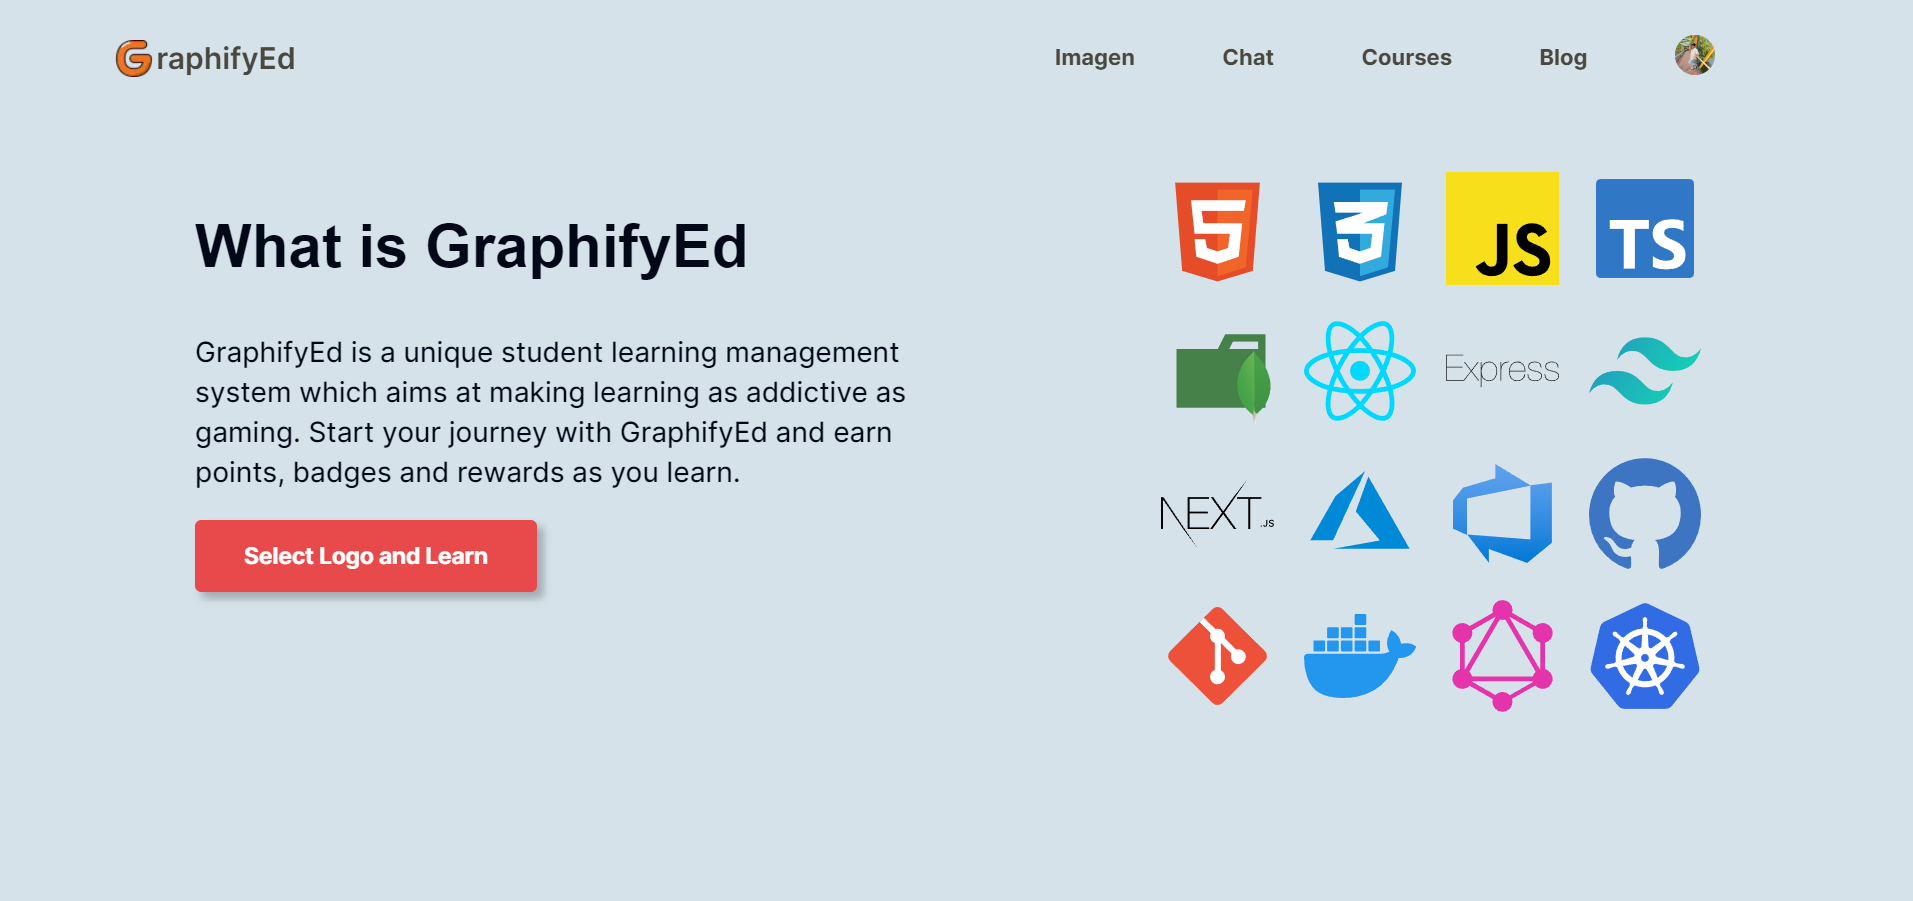 GraphifyEd
Imagen
Chat
Courses
Blog
What is GraphifyEd
GraphifyEd is a unique student learning management
system which aims at making learning as addictive as
gaming. Start your journey with GraphifyEd and earn
points, badges and rewards as you learn.
Select Logo and Learn
5
3
JS
TS
Express
NEXT.JS